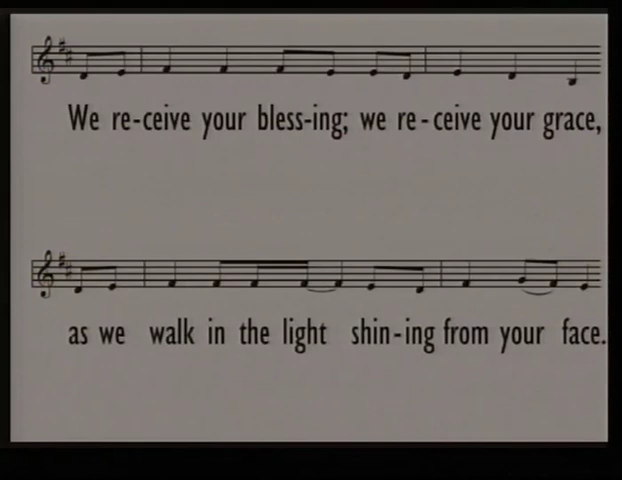 We re-ceive your bless-ing; we re-ceive your grace,
as we walk in the light shin-ing from your face.